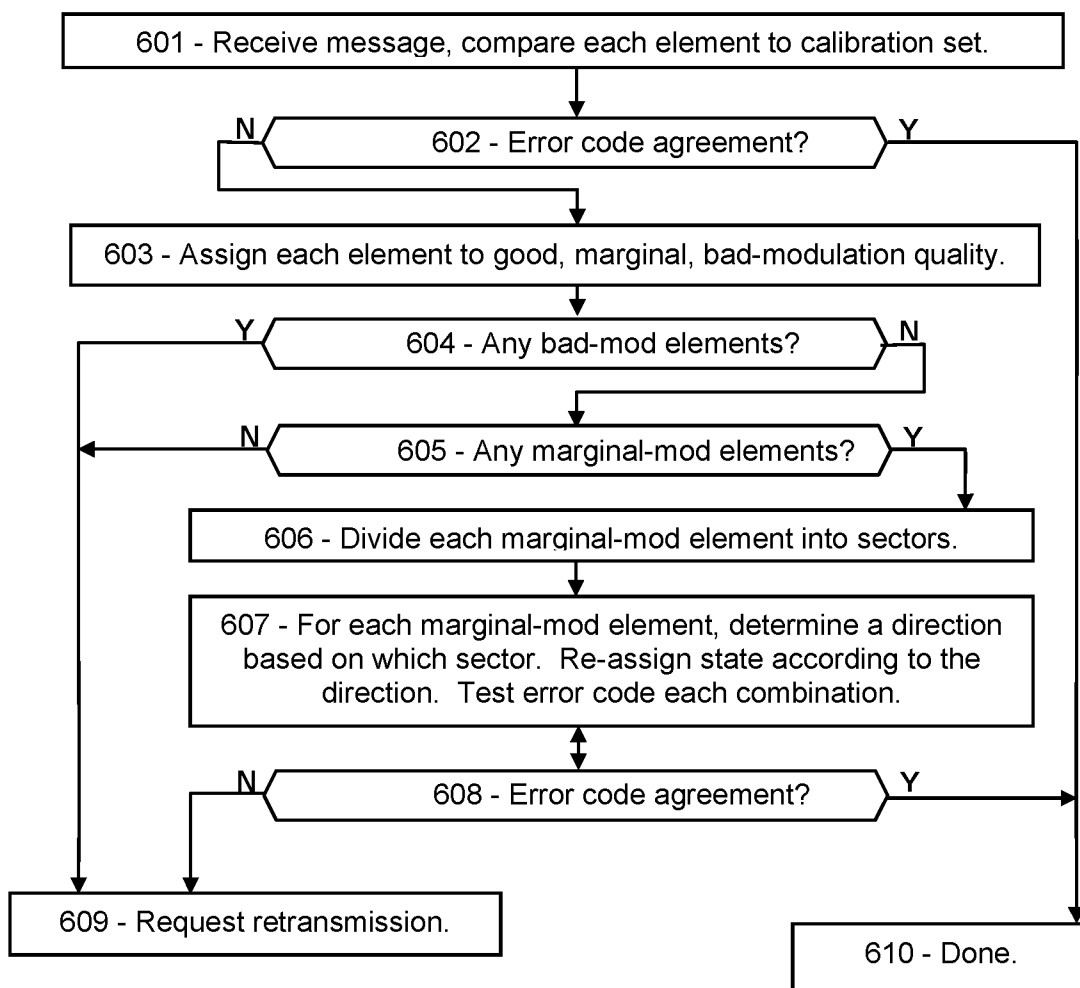 601 - Receive message, compare each element to calibration set.
N
Y
602 - Error code agreement?
603 - Assign each element to good, marginal, bad-modulation quality.
Y
N
604 - Any bad-mod elements?
N
Y
605 - Any marginal-mod elements?
606 - Divide each marginal-mod element into sectors.
607 - For each marginal-mod element, determine a direction
based on which sector. Re-assign state according to the
direction. Test error code each combination.
N
Y
608 - Error code agreement?
609 - Request retransmission.
610 - Done.